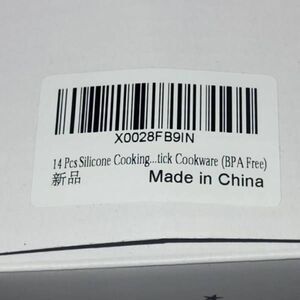 X0028FB9IN
14 Pcs Silicone Cooking...tick Cookware (BPA Free)
新品 Made in China